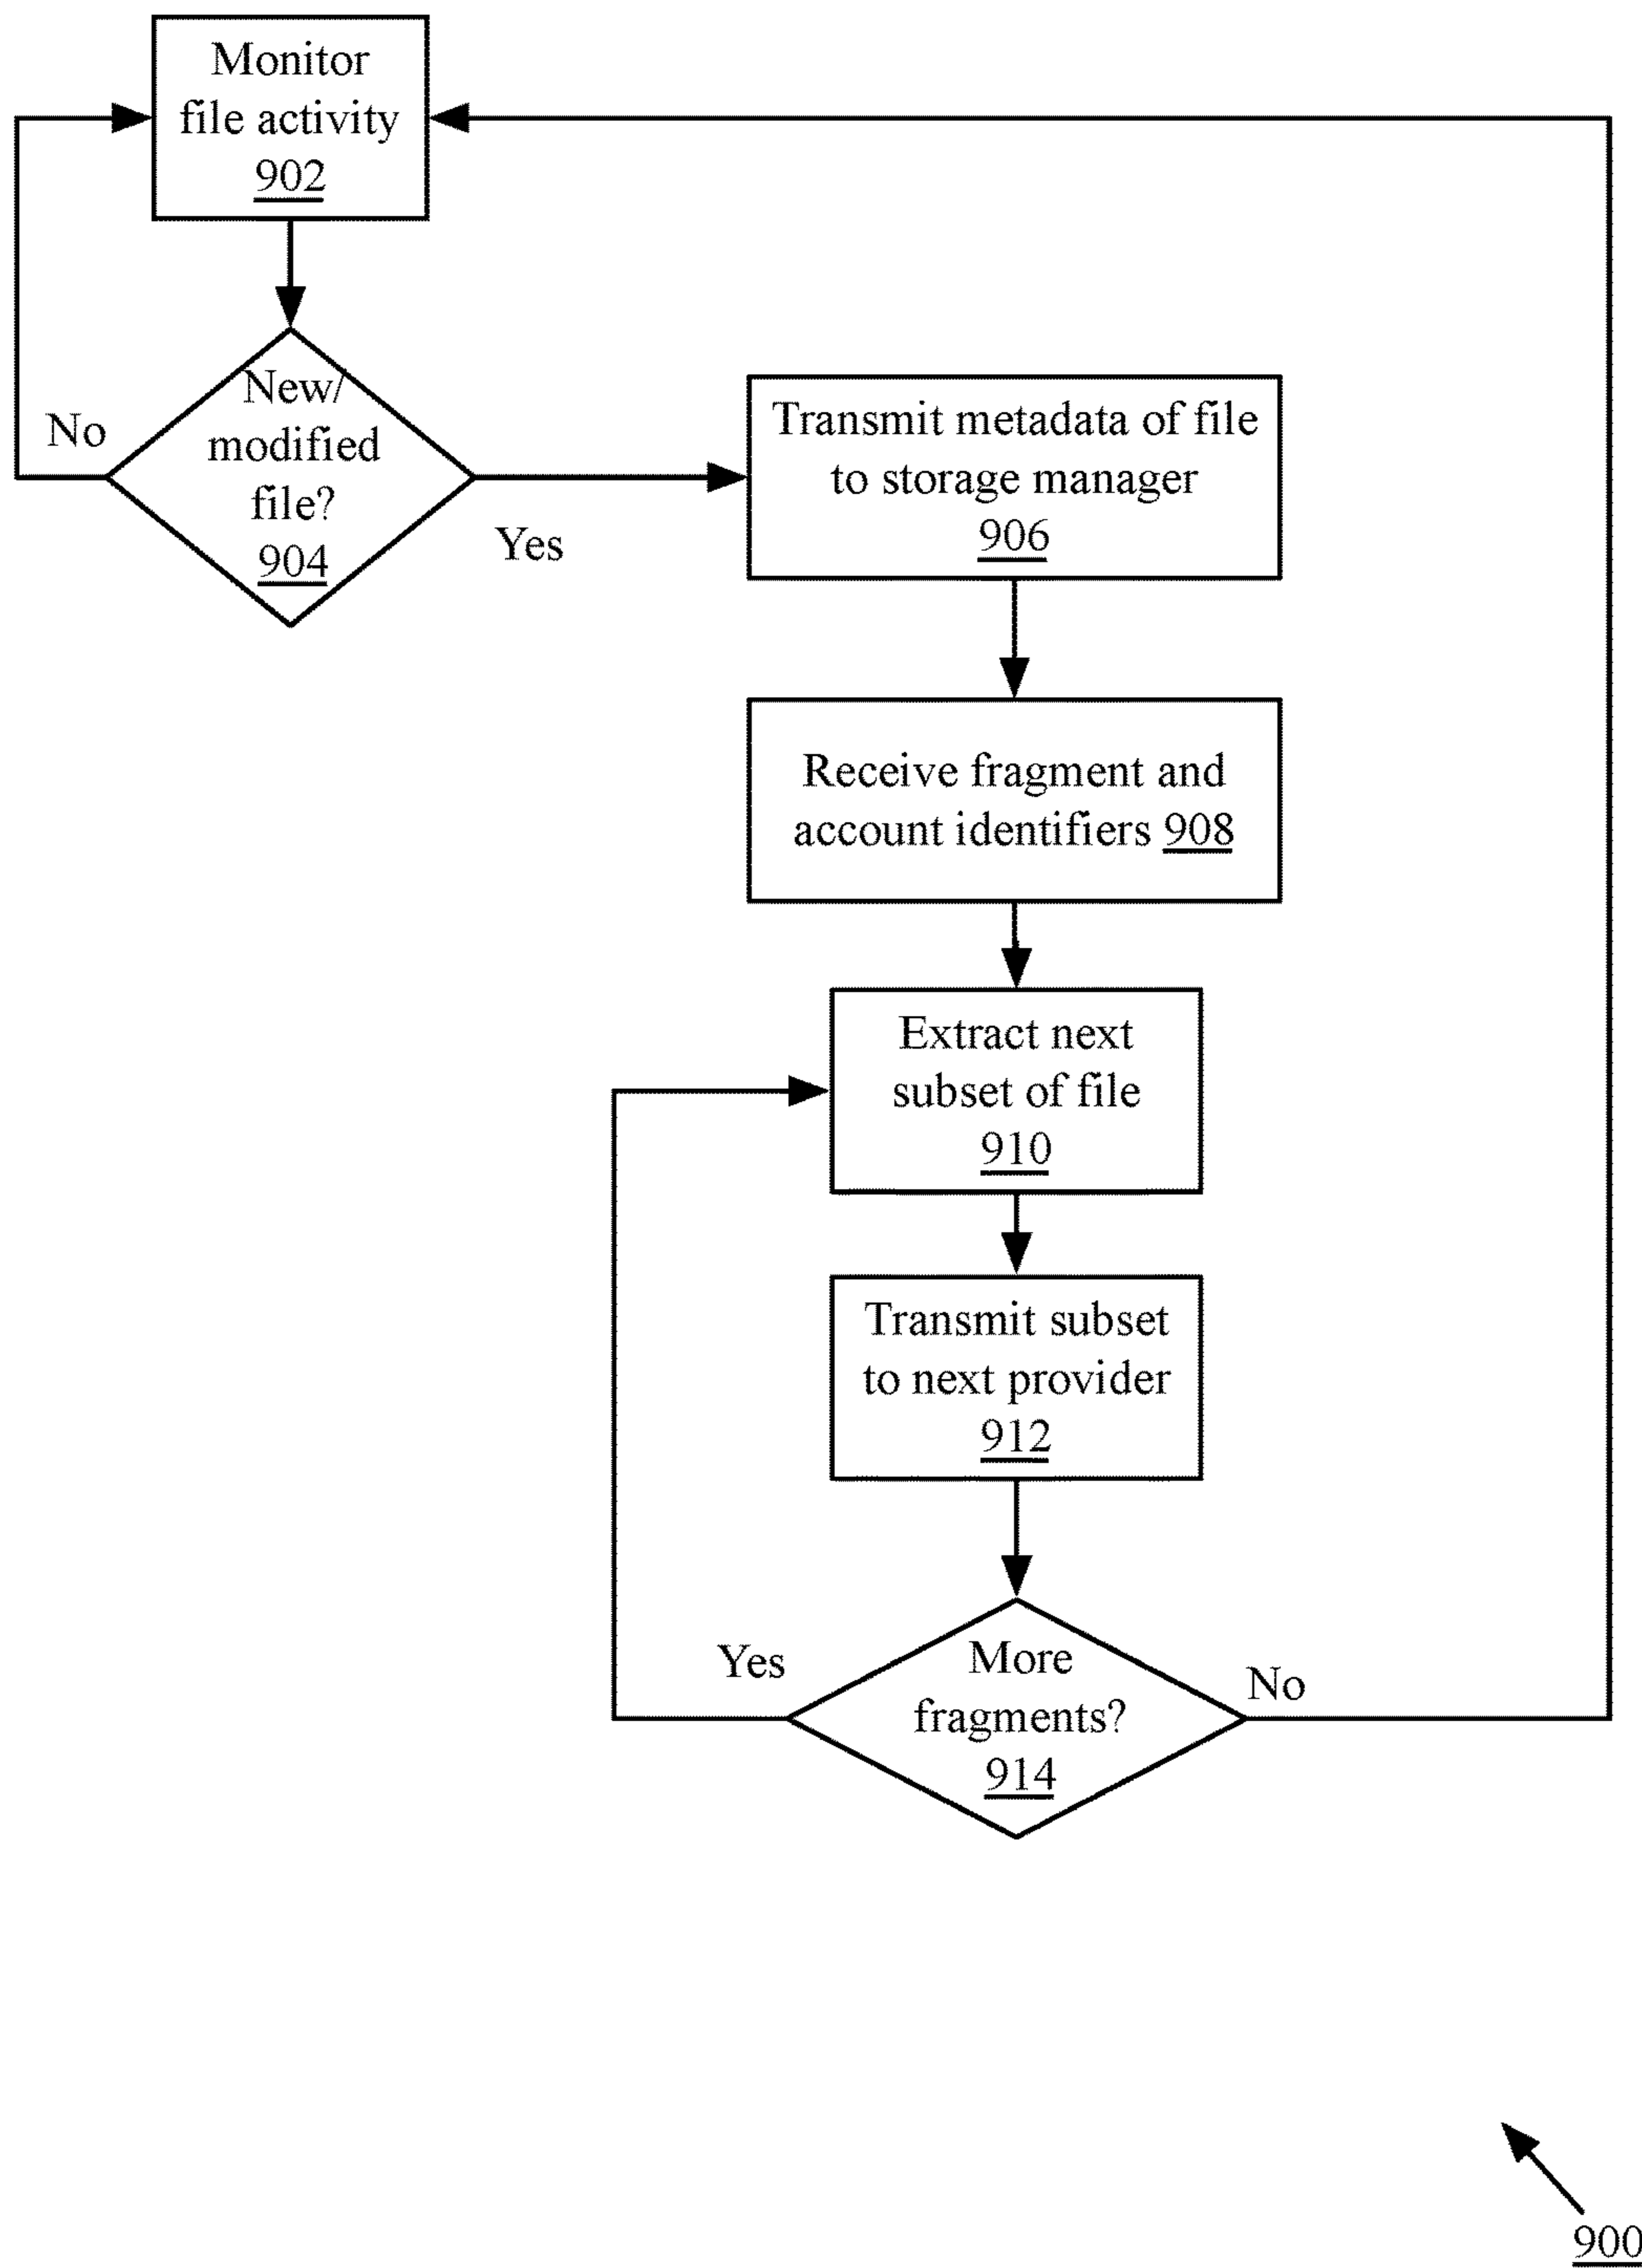 Monitor
file activity
902
New/
modified
file?
904
No
Yes
Transmit metadata of file
to storage manager
906
Receive fragment and
account identifiers 908
Extract next
subset of file
910
Transmit subset
to next provider
912
More
fragments?
914
Yes
No
900